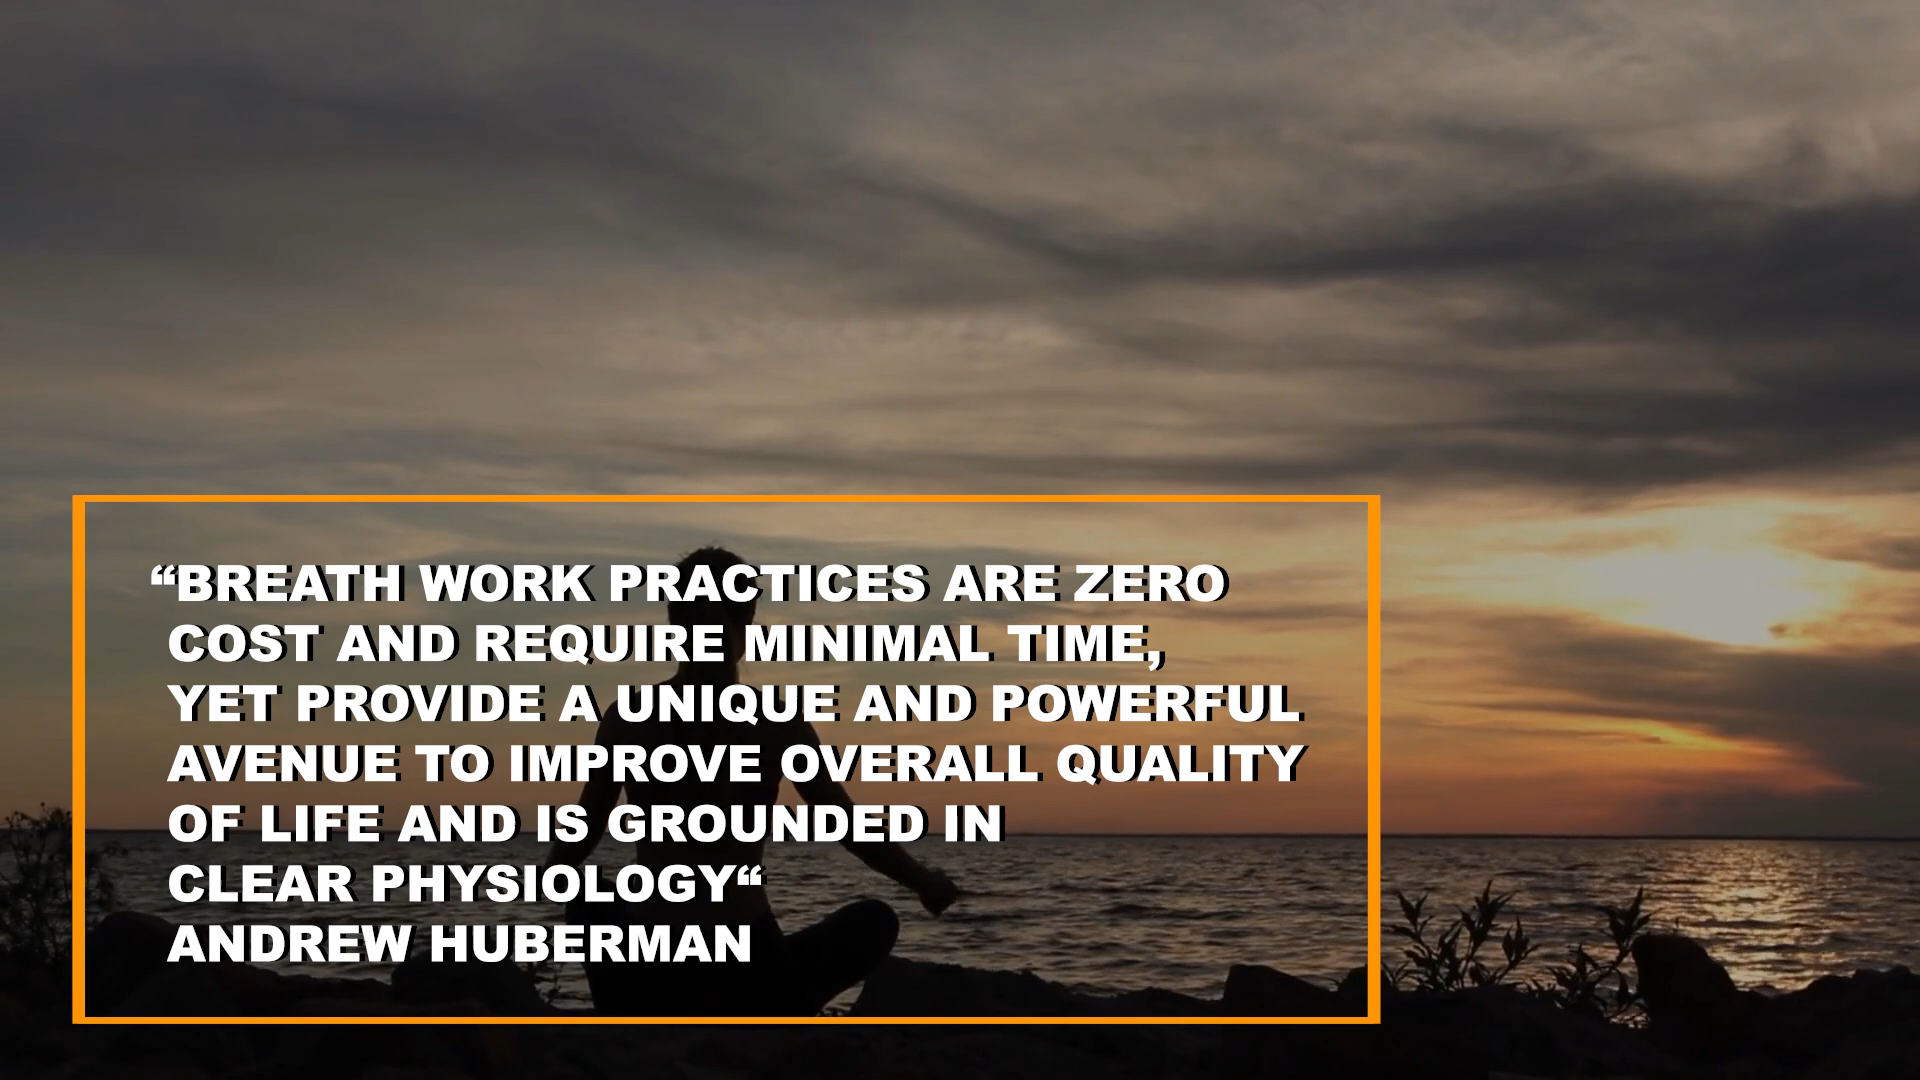 “BREATH WORK PRACTICES ARE ZERO
COST AND REQUIRE MINIMAL TIME,
YET PROVIDE A UNIQUE AND POWERFUL
AVENUE TO IMPROVE OVERALL QUALITY
OF LIFE AND IS GROUNDED IN
CLEAR PHYSIOLOGY“
ANDREW HUBERMAN